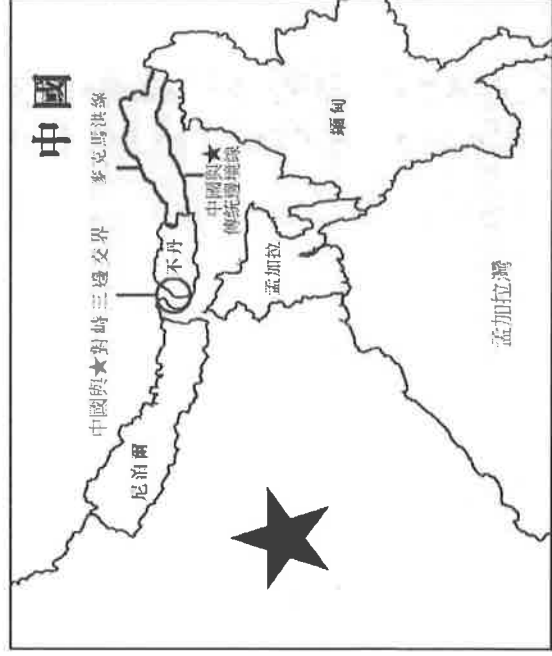 中國
麥克馬洪線
中國與★對峙三邊交界
中國與★
傳統邊境線
不丹
尼泊爾
孟加拉
緬甸
孟加拉灣